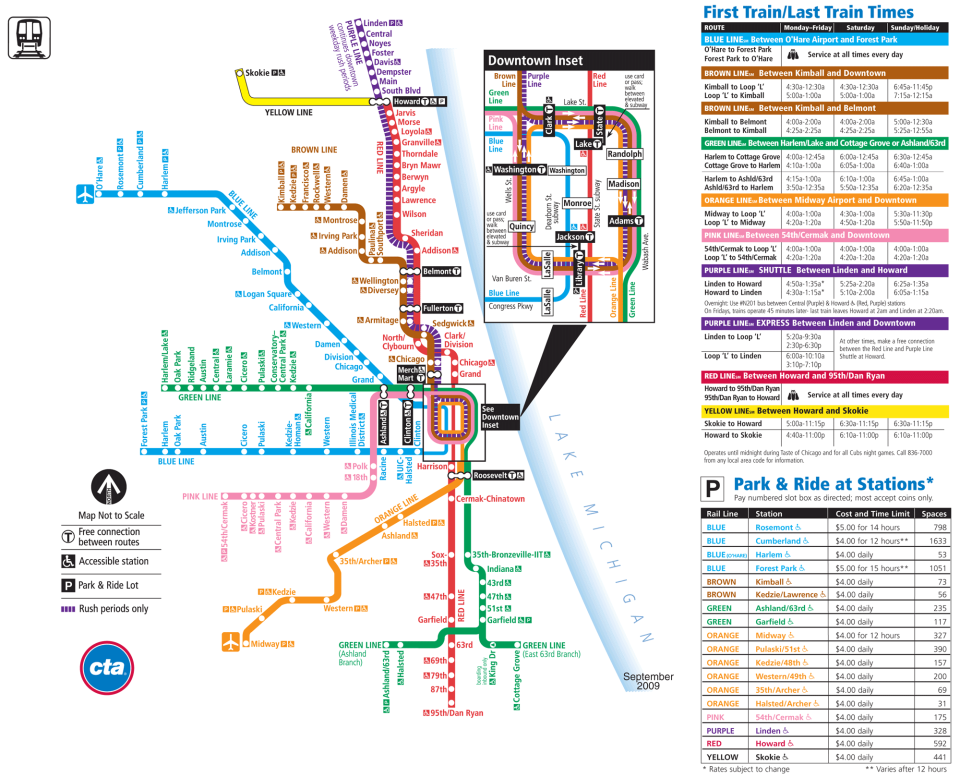 Linden P
Central
Noyes
Foster
Davis
Dempster
Main
South Blvd
PURPLE LINE
continues downtown
weekday rush periods
Skokie P
YELLOW LINE
Howard T P
Jarvis
Morse
Loyola
Granville
Thorndale
Bryn Mawr
Berwyn
Argyle
Lawrence
Wilson
Sheridan
Addison
RED LINE
BROWN LINE
Kimball P
Kedzie P
Francisco
Rockwell
Western
Damen
Montrose
Irving Park
Addison
Paulina
Southport
Belmont T
Wellington
Diversey
Fullerton T
Armitage
Sedgwick
North/
Clybourn
Clark/
Division
Chicago
Chicago
Grand
Merch
Mart T
O'Hare
Rosemont P
Cumberland P
Harlem P
BLUE LINE
Jefferson Park
Montrose
Irving Park
Addison
Belmont
Logan Square
California
Western
Damen
Division
Chicago
Grand
Harlem/Lake
Oak Park
Ridgeland
Austin
Central
Laramie
Cicero
Pulaski
Conservatory–
Central Park
Kedzie
California
GREEN LINE
Ashland T
Clinton T
Clinton
Forest Park P
Harlem
Oak Park
Austin
Cicero
Pulaski
Kedzie-
Homan
Western
Illinois Medical
District
Racine
UIC-
Halsted
BLUE LINE
Polk
18th
PINK LINE
54th/Cermak
P
Cicero
Kostner
Pulaski
Central Park
Kedzie
California
Western
Damen
See
Downtown
Inset
Harrison
Roosevelt T
Cermak-Chinatown
ORANGE LINE
Halsted P
Ashland
35th/Archer P
P Kedzie
Western P
P Pulaski
Midway P
Sox-
35th
35th-Bronzeville-IIT
Indiana
43rd
47th
47th
51st
Garfield
Garfield P
RED LINE
GREEN LINE
(Ashland
Branch)
63rd
GREEN LINE
(East 63rd Branch)
Ashland/63rd
P
Halsted
boarding
inbound only
King Dr
Cottage Grove
69th
79th
87th
95th/Dan Ryan
LAKE MICHIGAN
September
2009
Map Not to Scale
T Free connection
between routes
Accessible station
P Park & Ride Lot
Rush periods only
cta
Downtown Inset
Brown
Line
Purple
Line
Red
Line
Green
Line
Pink
Line
Blue
Line
Lake St.
use card
or pass;
walk
between
elevated
& subway
Clark T
State T
Lake T
Randolph
Washington T
Washington
Madison
Wells St.
Dearborn St.
subway
State St. subway
Monroe
Quincy
Adams T
use card
or pass;
walk
between
elevated
& subway
Jackson T
LaSalle
Library T
Wabash Ave.
Van Buren St.
Blue Line
Congress Pkwy
LaSalle
Red Line
Orange Line
Green Line
First Train/Last Train Times
ROUTE Monday–Friday Saturday Sunday/Holiday
BLUE LINE Between O'Hare Airport and Forest Park
O'Hare to Forest Park
Forest Park to O'Hare
Service at all times every day
BROWN LINE Between Kimball and Downtown
Kimball to Loop 'L' 4:30a-12:30a 4:30a-12:30a 6:45a-11:45p
Loop 'L' to Kimball 5:00a-1:00a 5:00a-1:00a 7:15a-12:15a
BROWN LINE Between Kimball and Belmont
Kimball to Belmont 4:00a-2:00a 4:00a-2:00a 5:00a-12:30a
Belmont to Kimball 4:25a-2:25a 4:25a-2:25a 5:25a-12:55a
GREEN LINE Between Harlem/Lake and Cottage Grove or Ashland/63rd
Harlem to Cottage Grove 4:00a-12:45a 6:00a-12:45a 6:30a-12:45a
Cottage Grove to Harlem 4:10a-1:00a 6:05a-1:00a 6:40a-1:00a
Harlem to Ashld/63rd 4:15a-1:00a 6:10a-1:00a 6:45a-1:00a
Ashld/63rd to Harlem 3:50a-12:35a 5:50a-12:35a 6:20a-12:35a
ORANGE LINE Between Midway Airport and Downtown
Midway to Loop 'L' 4:00a-1:00a 4:30a-1:00a 5:30a-11:30p
Loop 'L' to Midway 4:20a-1:20a 4:50a-1:20a 5:50a-11:50p
PINK LINE Between 54th/Cermak and Downtown
54th/Cermak to Loop 'L' 4:00a-1:00a 4:00a-1:00a 4:00a-1:00a
Loop 'L' to 54th/Cermak 4:20a-1:20a 4:20a-1:20a 4:20a-1:20a
PURPLE LINE SHUTTLE Between Linden and Howard
Linden to Howard 4:50a-1:35a* 5:25a-2:20a 6:25a-1:35a
Howard to Linden 4:30a-1:15a* 5:10a-2:00a 6:05a-1:15a
Overnight: Use #N201 bus between Central (Purple) & Howard & (Red, Purple) stations
On Fridays, trains operate 45 minutes later- last train leaves Howard at 2am and Linden at 2:20am.
PURPLE LINE EXPRESS Between Linden and Downtown
Linden to Loop 'L' 5:20a-9:30a
2:30p-6:30p
Loop 'L' to Linden 6:00a-10:10a
3:10p-7:10p
At other times, make a free connection
between the Red Line and Purple Line
Shuttle at Howard.
RED LINE Between Howard and 95th/Dan Ryan
Howard to 95th/Dan Ryan
95th/Dan Ryan to Howard
Service at all times every day
YELLOW LINE Between Howard and Skokie
Skokie to Howard 5:00a-11:15p 6:30a-11:15p 6:30a-11:15p
Howard to Skokie 4:40a-11:00p 6:10a-11:00p 6:10a-11:00p
Operates until midnight during Taste of Chicago and for all Cubs night games. Call 836-7000
from any local area code for information.
P Park & Ride at Stations*
Pay numbered slot box as directed; most accept coins only.
Rail Line Station Cost and Time Limit Spaces
BLUE Rosemont $5.00 for 14 hours 798
BLUE Cumberland $4.00 for 12 hours** 1633
BLUE (O'HARE) Harlem $4.00 daily 53
BLUE Forest Park $5.00 for 15 hours** 1051
BROWN Kimball $4.00 daily 73
BROWN Kedzie/Lawrence $4.00 daily 56
GREEN Ashland/63rd $4.00 daily 235
GREEN Garfield $4.00 daily 117
ORANGE Midway $4.00 for 12 hours 327
ORANGE Pulaski/51st $4.00 daily 390
ORANGE Kedzie/48th $4.00 daily 157
ORANGE Western/49th $4.00 daily 200
ORANGE 35th/Archer $4.00 daily 69
ORANGE Halsted/Archer $4.00 daily 31
PINK 54th/Cermak $4.00 daily 175
PURPLE Linden $4.00 daily 328
RED Howard $4.00 daily 592
YELLOW Skokie $4.00 daily 441
* Rates subject to change ** Varies after 12 hours